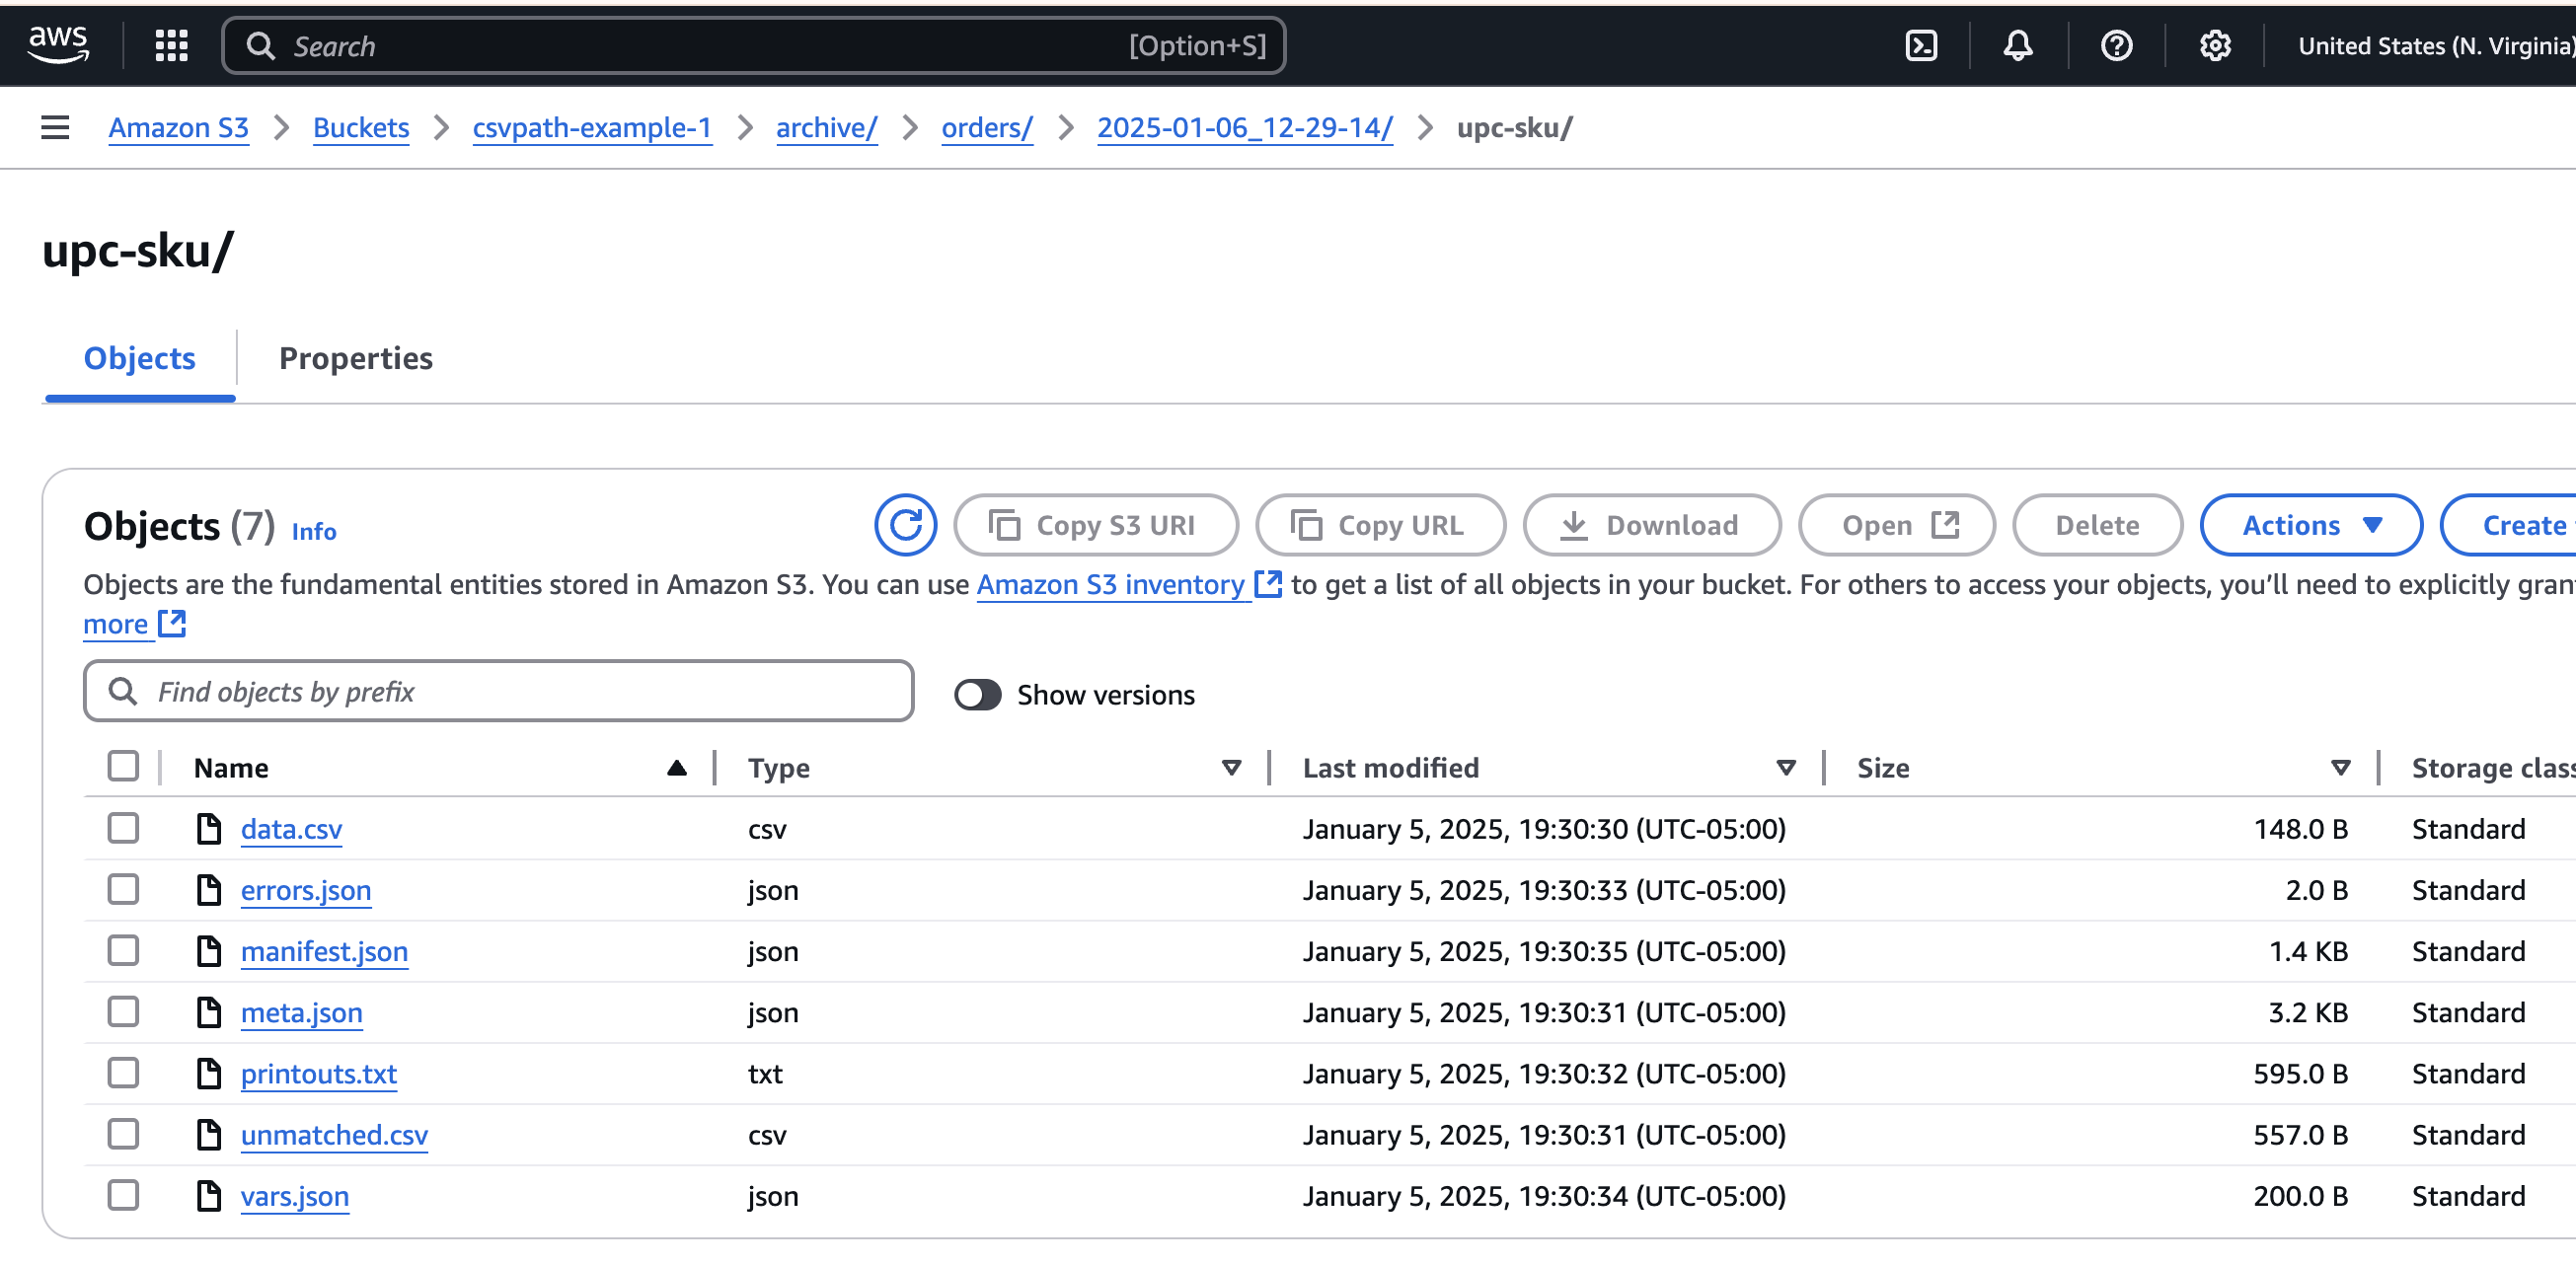 aws Search [Option+S] United States (N. Virginia)
Amazon S3 > Buckets > csvpath-example-1 > archive/ > orders/ > 2025-01-06_12-29-14/ > upc-sku/
upc-sku/
Objects Properties
Objects (7) Info Copy S3 URI Copy URL Download Open Delete Actions Create
Objects are the fundamental entities stored in Amazon S3. You can use Amazon S3 inventory to get a list of all objects in your bucket. For others to access your objects, you’ll need to explicitly
more
Find objects by prefix Show versions
Name Type Last modified Size Storage
data.csv csv January 5, 2025, 19:30:30 (UTC-05:00) 148.0 B Standard
errors.json json January 5, 2025, 19:30:33 (UTC-05:00) 2.0 B Standard
manifest.json json January 5, 2025, 19:30:35 (UTC-05:00) 1.4 KB Standard
meta.json json January 5, 2025, 19:30:31 (UTC-05:00) 3.2 KB Standard
printouts.txt txt January 5, 2025, 19:30:32 (UTC-05:00) 595.0 B Standard
unmatched.csv csv January 5, 2025, 19:30:31 (UTC-05:00) 557.0 B Standard
vars.json json January 5, 2025, 19:30:34 (UTC-05:00) 200.0 B Standard